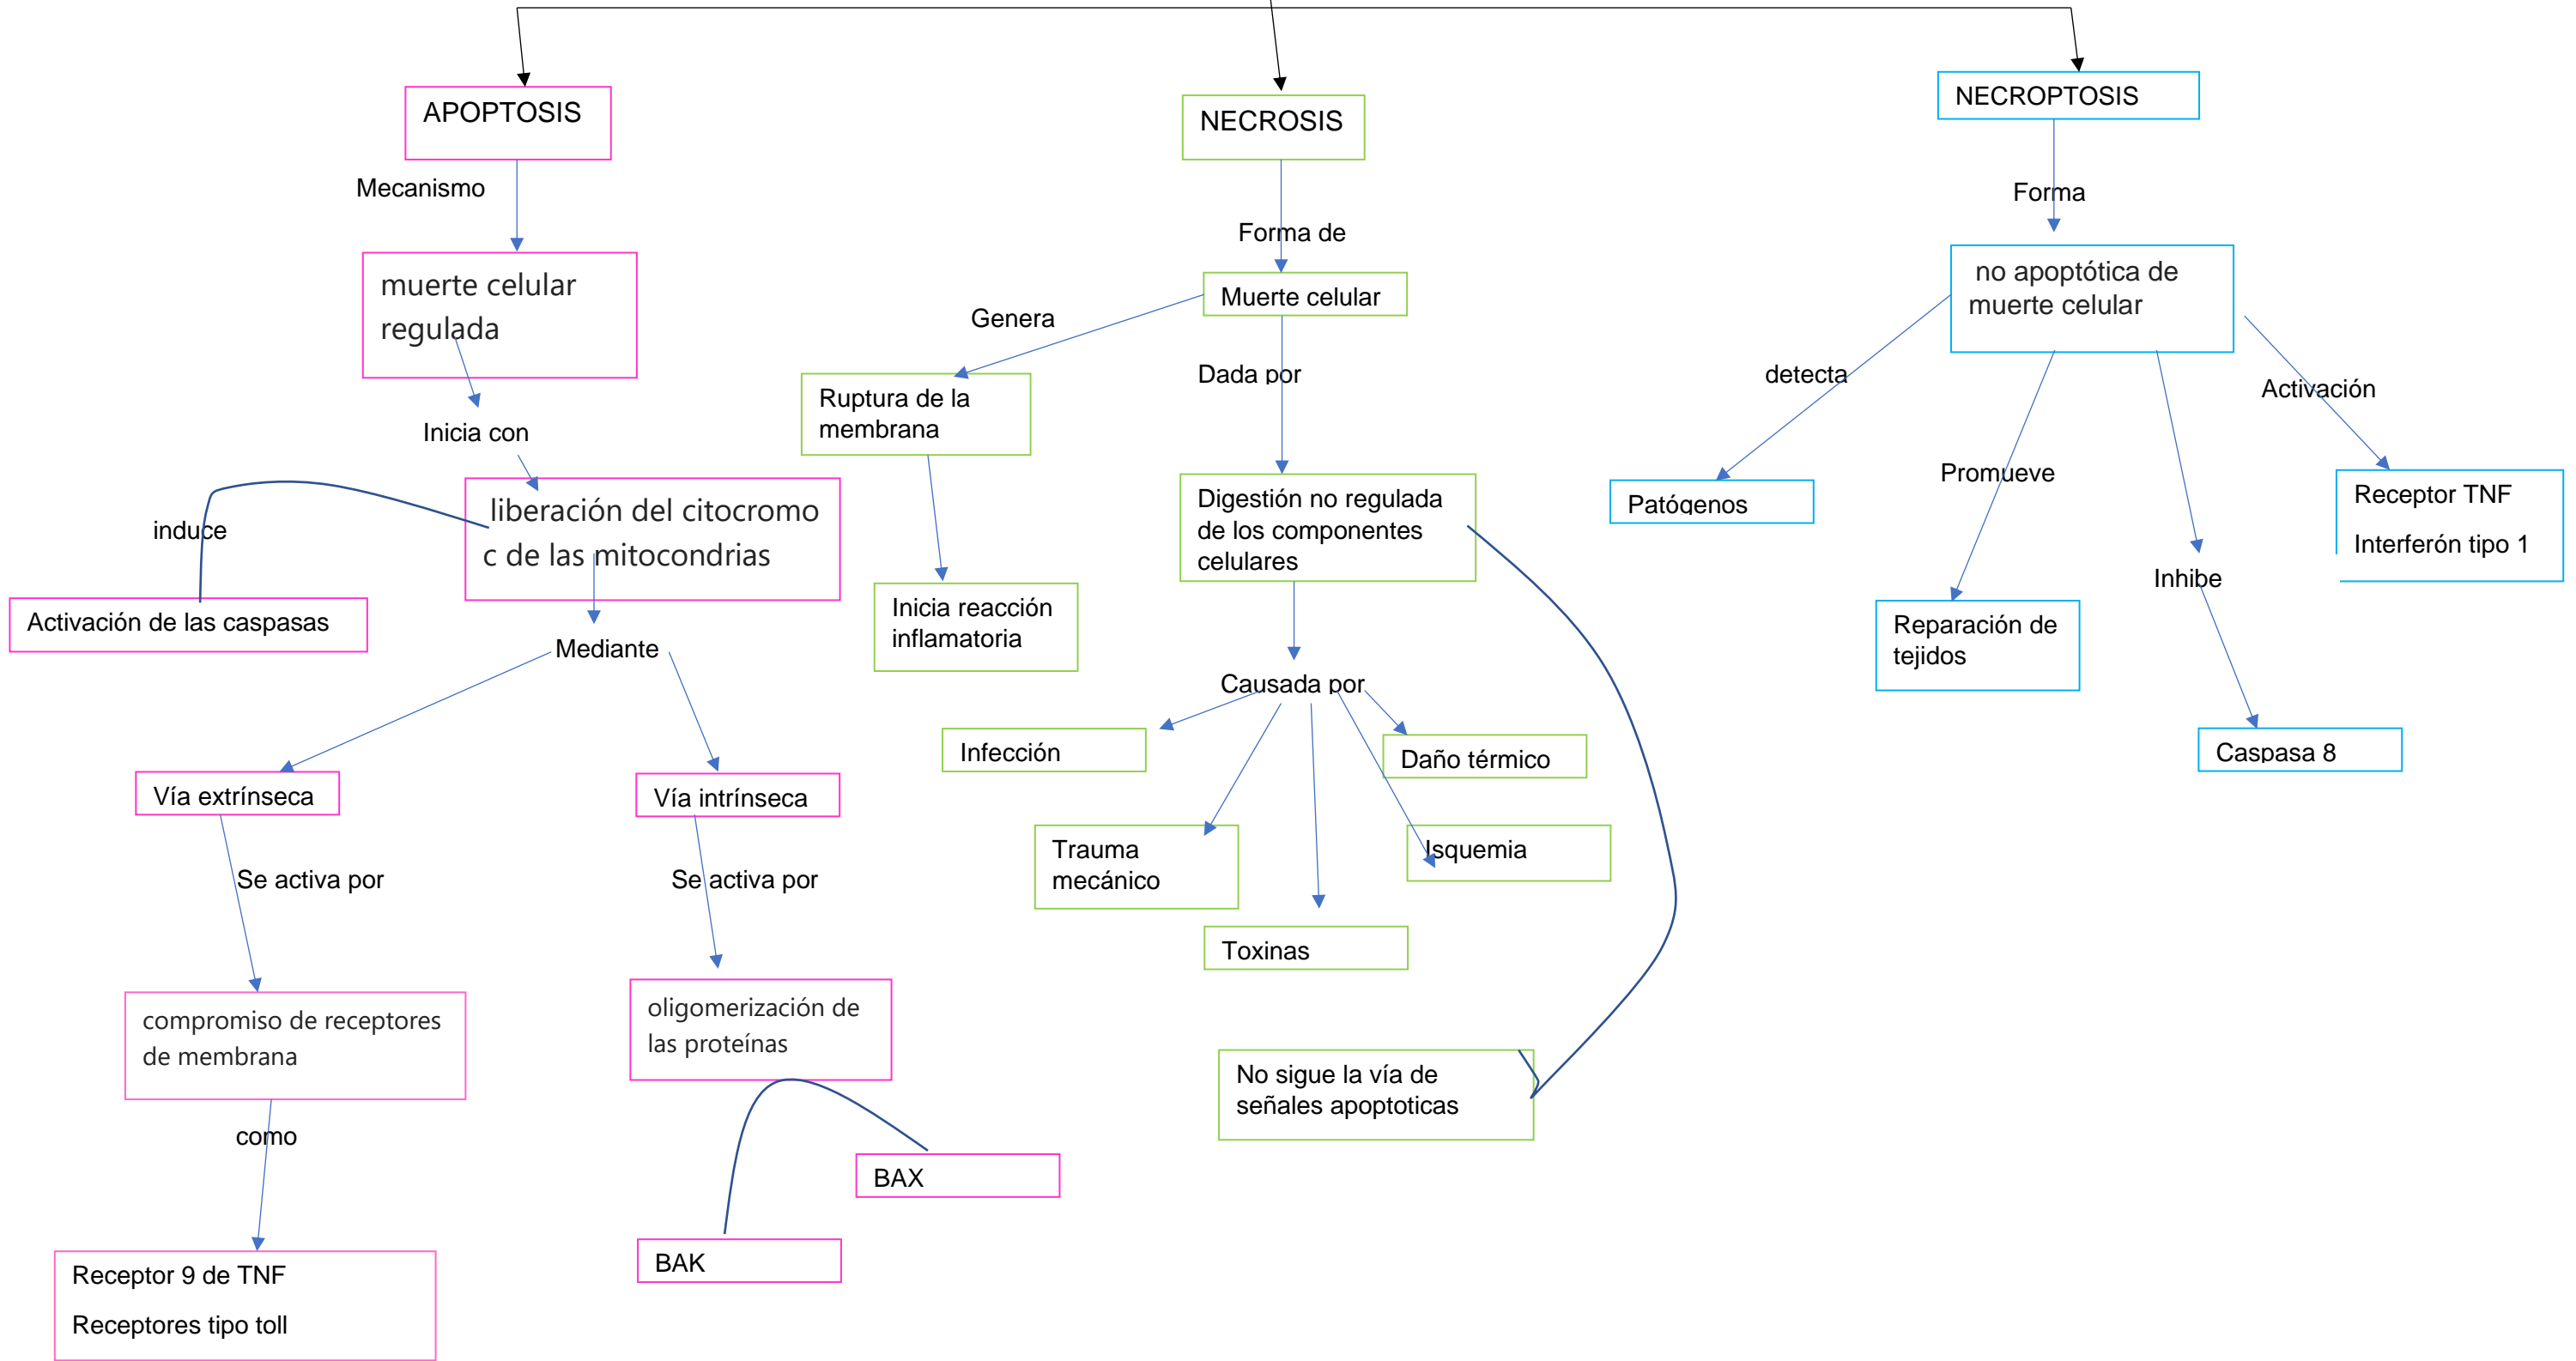 APOPTOSIS
Mecanismo
muerte celular
regulada
Inicia con
liberación del citocromo
c de las mitocondrias
induce
Activación de las caspasas
Mediante
Vía extrínseca
Se activa por
compromiso de receptores
de membrana
como
Receptor 9 de TNF
Receptores tipo toll
Vía intrínseca
Se activa por
oligomerización de
las proteínas
BAX
BAK
NECROSIS
Forma de
Muerte celular
Genera
Ruptura de la
membrana
Inicia reacción
inflamatoria
Dada por
Digestión no regulada
de los componentes
celulares
Causada por
Infección
Daño térmico
Trauma
mecánico
Isquemia
Toxinas
No sigue la vía de
señales apoptoticas
NECROPTOSIS
Forma
no apoptótica de
muerte celular
detecta
Patógenos
Promueve
Reparación de
tejidos
Inhibe
Caspasa 8
Activación
Receptor TNF
Interferón tipo 1